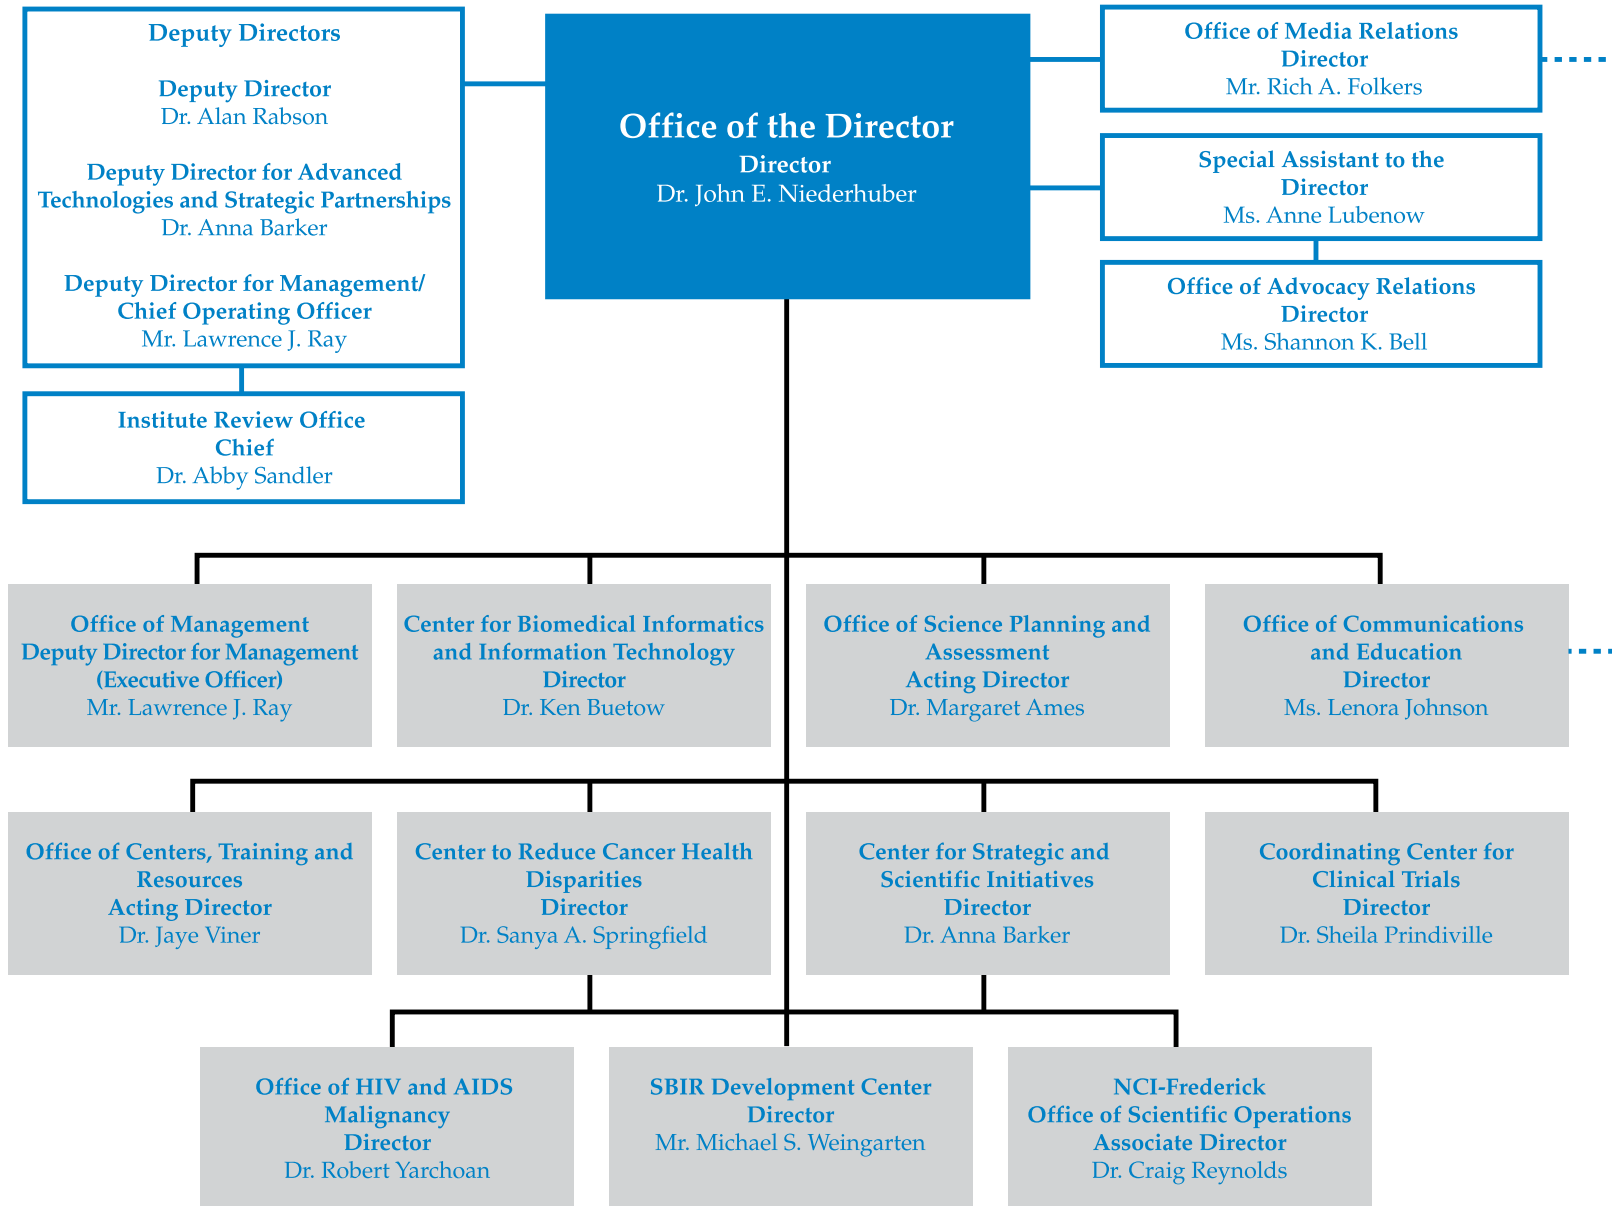 Deputy Directors
Deputy Director
Dr. Alan Rabson
Deputy Director for Advanced
Technologies and Strategic Partnerships
Dr. Anna Barker
Deputy Director for Management/
Chief Operating Officer
Mr. Lawrence J. Ray
Institute Review Office
Chief
Dr. Abby Sandler
Office of the Director
Director
Dr. John E. Niederhuber
Office of Media Relations
Director
Mr. Rich A. Folkers
Special Assistant to the
Director
Ms. Anne Lubenow
Office of Advocacy Relations
Director
Ms. Shannon K. Bell
Office of Management
Deputy Director for Management
(Executive Officer)
Mr. Lawrence J. Ray
Center for Biomedical Informatics
and Information Technology
Director
Dr. Ken Buetow
Office of Science Planning and
Assessment
Acting Director
Dr. Margaret Ames
Office of Communications
and Education
Director
Ms. Lenora Johnson
Office of Centers, Training and
Resources
Acting Director
Dr. Jaye Viner
Center to Reduce Cancer Health
Disparities
Director
Dr. Sanya A. Springfield
Center for Strategic and
Scientific Initiatives
Director
Dr. Anna Barker
Coordinating Center for
Clinical Trials
Director
Dr. Sheila Prindiville
Office of HIV and AIDS
Malignancy
Director
Dr. Robert Yarchoan
SBIR Development Center
Director
Mr. Michael S. Weingarten
NCI-Frederick
Office of Scientific Operations
Associate Director
Dr. Craig Reynolds